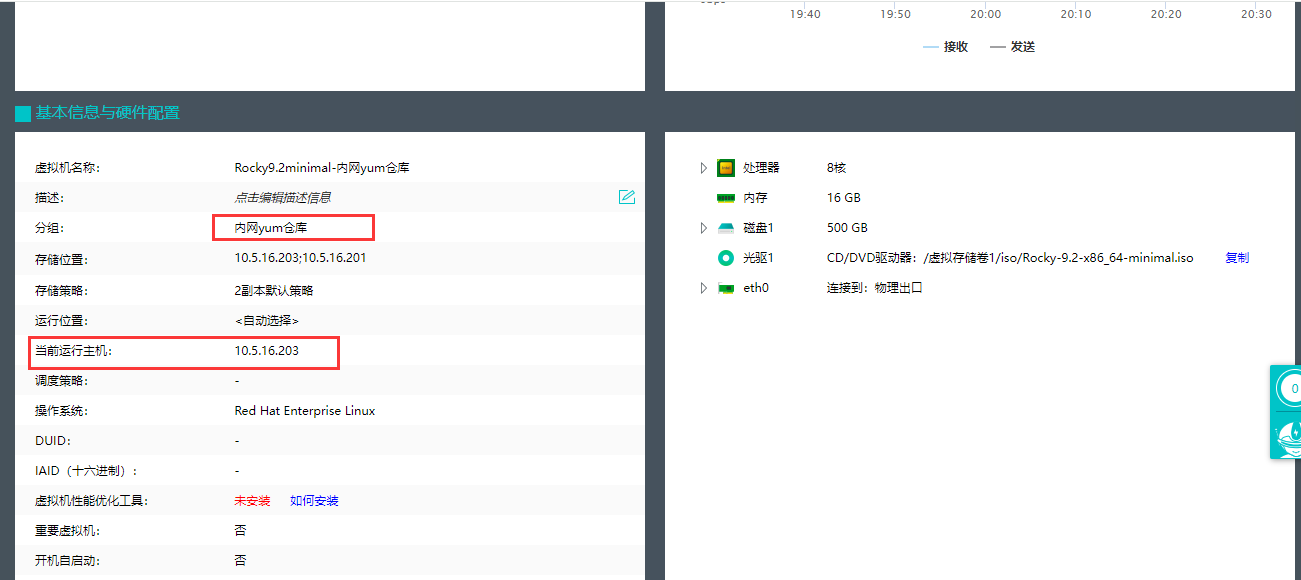 19:40 19:50 20:00 20:10 20:20 20:30
接收 发送
基本信息与硬件配置
虚拟机名称: Rocky9.2minimal-内网yum仓库
描述: 点击编辑描述信息
分组: 内网yum仓库
存储位置: 10.5.16.203;10.5.16.201
存储策略: 2副本默认策略
运行位置: <自动选择>
当前运行主机: 10.5.16.203
调度策略: -
操作系统: Red Hat Enterprise Linux
DUID: -
IAID（十六进制）: -
虚拟机性能优化工具: 未安装 如何安装
重要虚拟机: 否
开机自启动: 否
处理器 8核
内存 16 GB
磁盘1 500 GB
光驱1 CD/DVD驱动器：/虚拟存储卷1/iso/Rocky-9.2-x86_64-minimal.iso 复制
eth0 连接到：物理出口
0